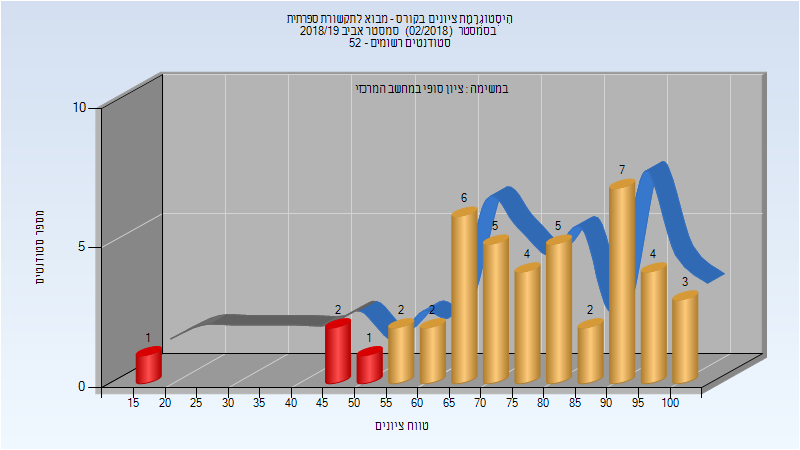 היסטוגרמת ציונים בקורס - מבוא לתקשורת ספרתית
בסמסטר (02/2018) סמסטר אביב 2018/19
סטודנטים רשומים - 52
במשימה : ציון סופי במחשב המרכזי
מספר סטודנטים
10
5
0
1
2
1
2
2
6
5
4
5
2
7
4
3
15 20 25 30 35 40 45 50 55 60 65 70 75 80 85 90 95 100
טווח ציונים